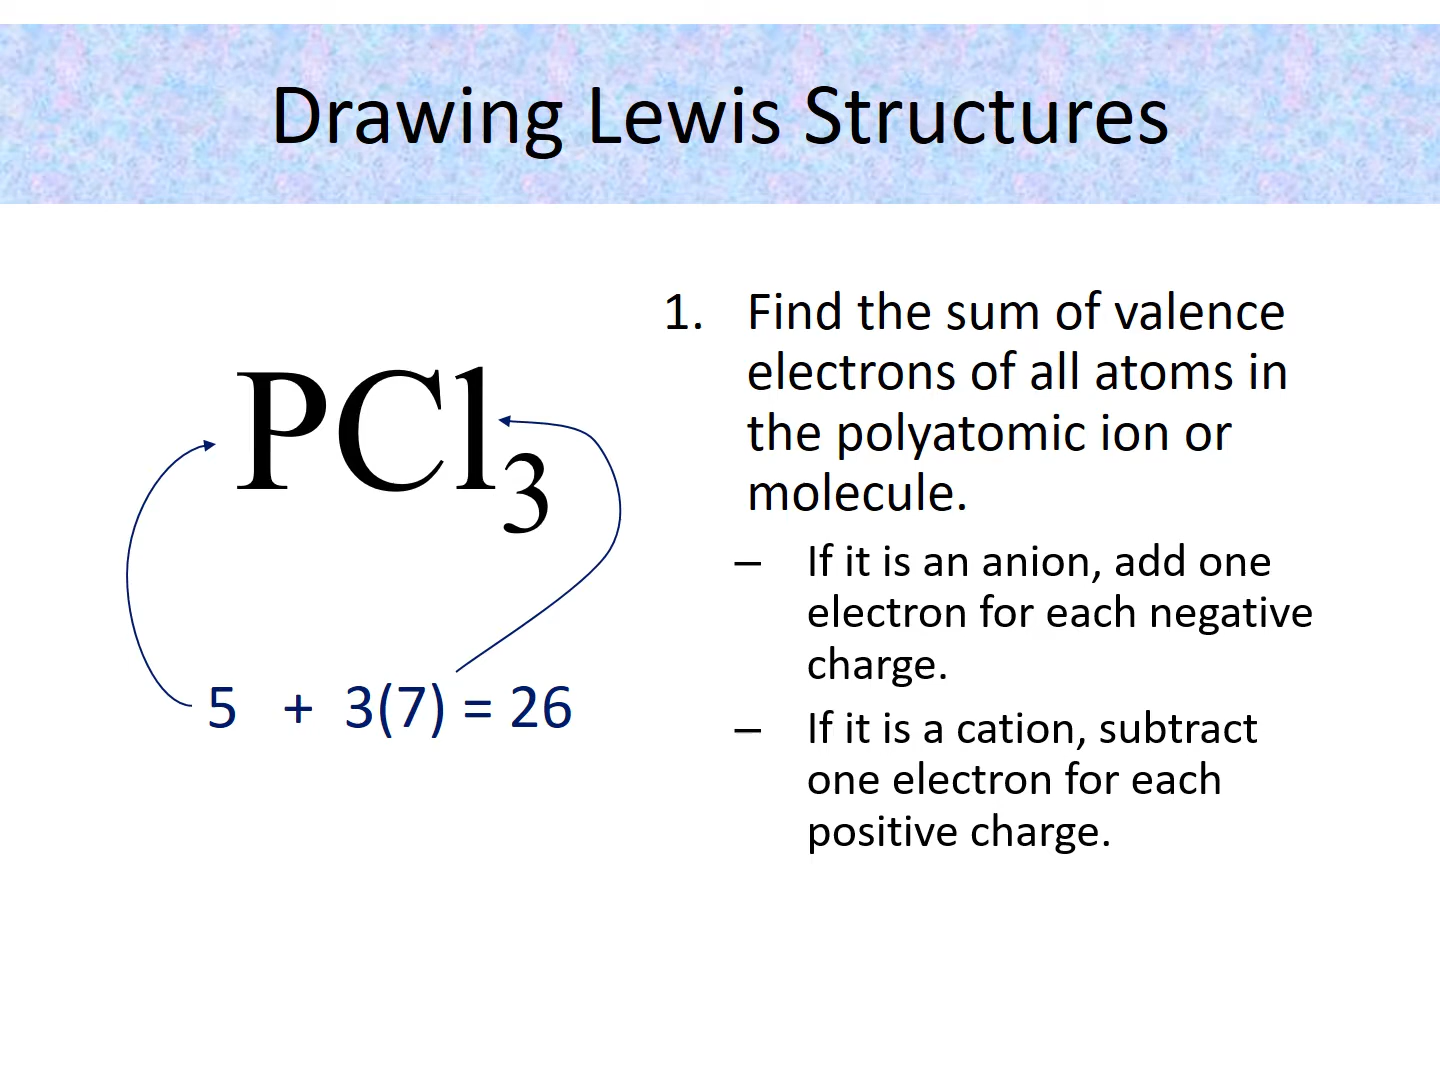 Drawing Lewis Structures
PCl3
5 + 3(7) = 26
1. Find the sum of valence
electrons of all atoms in
the polyatomic ion or
molecule.
– If it is an anion, add one
electron for each negative
charge.
– If it is a cation, subtract
one electron for each
positive charge.